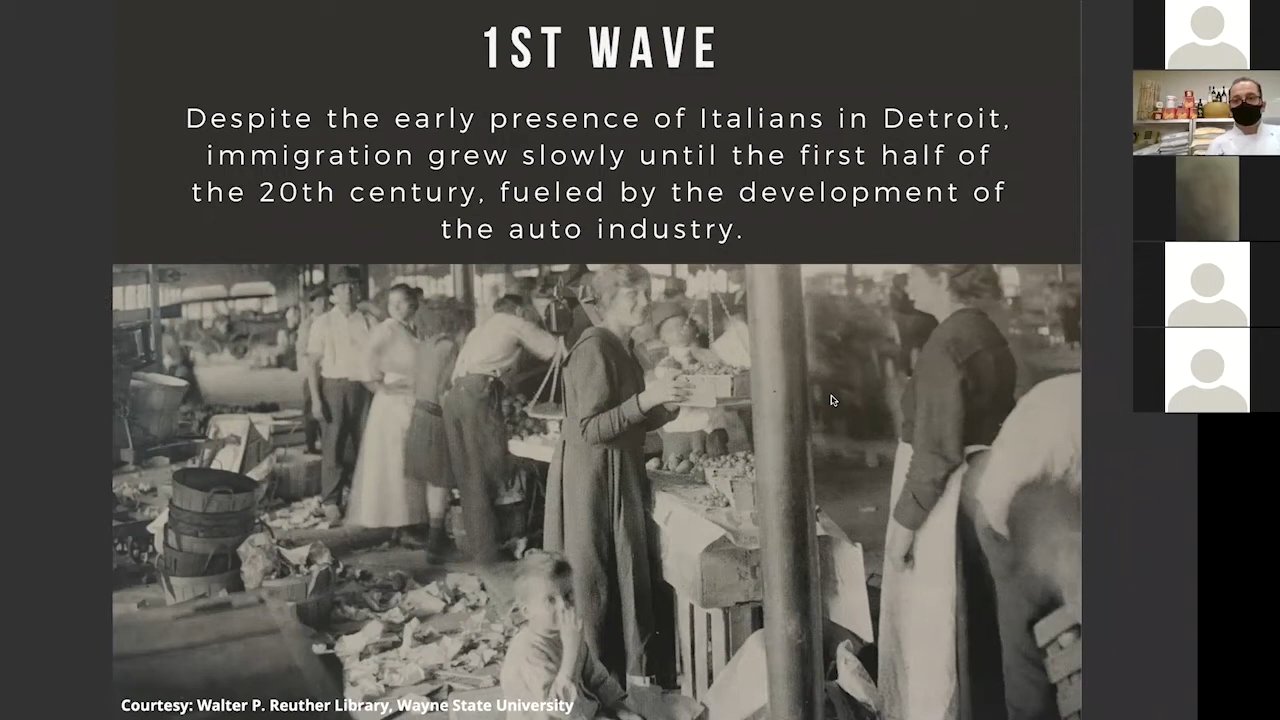 1ST WAVE
Despite the early presence of Italians in Detroit,
immigration grew slowly until the first half of
the 20th century, fueled by the development of
the auto industry.
Courtesy: Walter P. Reuther Library, Wayne State University